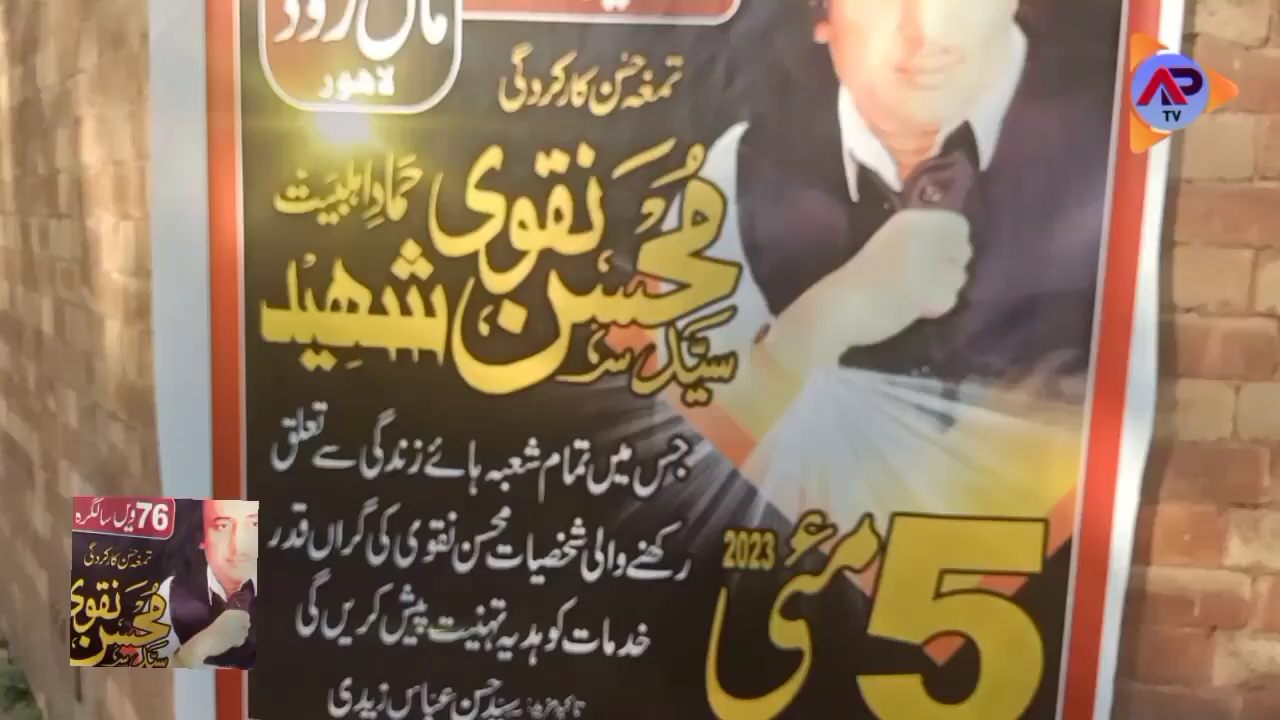 مال روڈ
لاہور
تمغہ حسن کارکردگی
حمادِ اہلبیت
سید محسن نقوی شہید
جس میں تمام شعبہ ہائے زندگی سے تعلق
رکھنے والی شخصیات محسن نقوی کی گراں قدر
خدمات کو ہدیہ تہنیت پیش کریں گی
5 مئی 2023
سید حسن عباس زیدی
AP
TV
76 ویں سالگرہ
تمغہ حسن کارکردگی
سید محسن نقوی